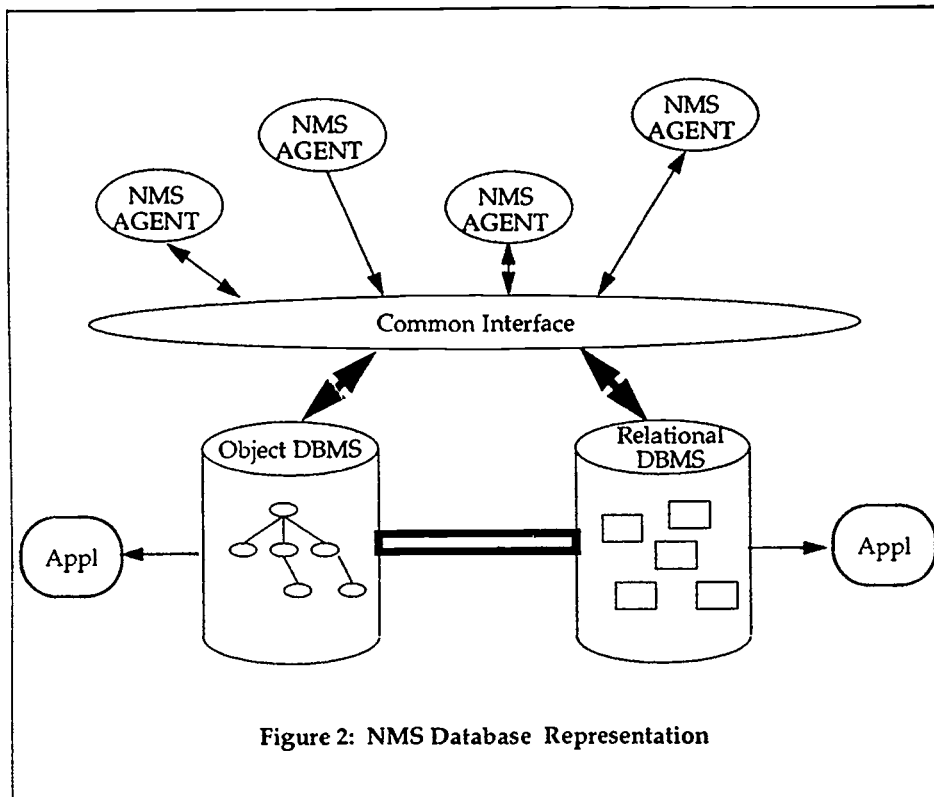 NMS
AGENT
NMS
AGENT
NMS
AGENT
NMS
AGENT
Common Interface
Object DBMS
Relational
DBMS
Appl
Appl
Figure 2: NMS Database Representation